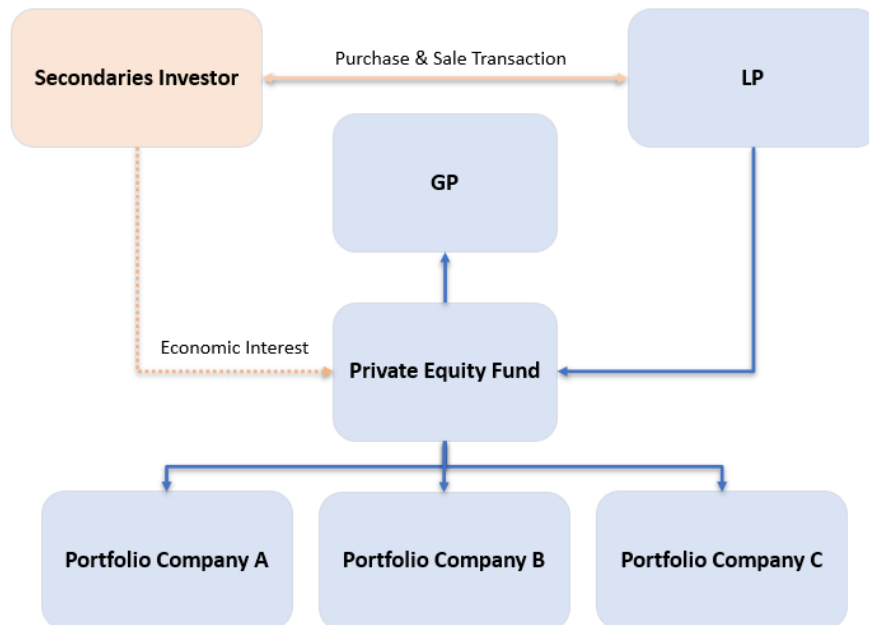 Secondaries Investor
Purchase & Sale Transaction
LP
GP
Economic Interest
Private Equity Fund
Portfolio Company A
Portfolio Company B
Portfolio Company C